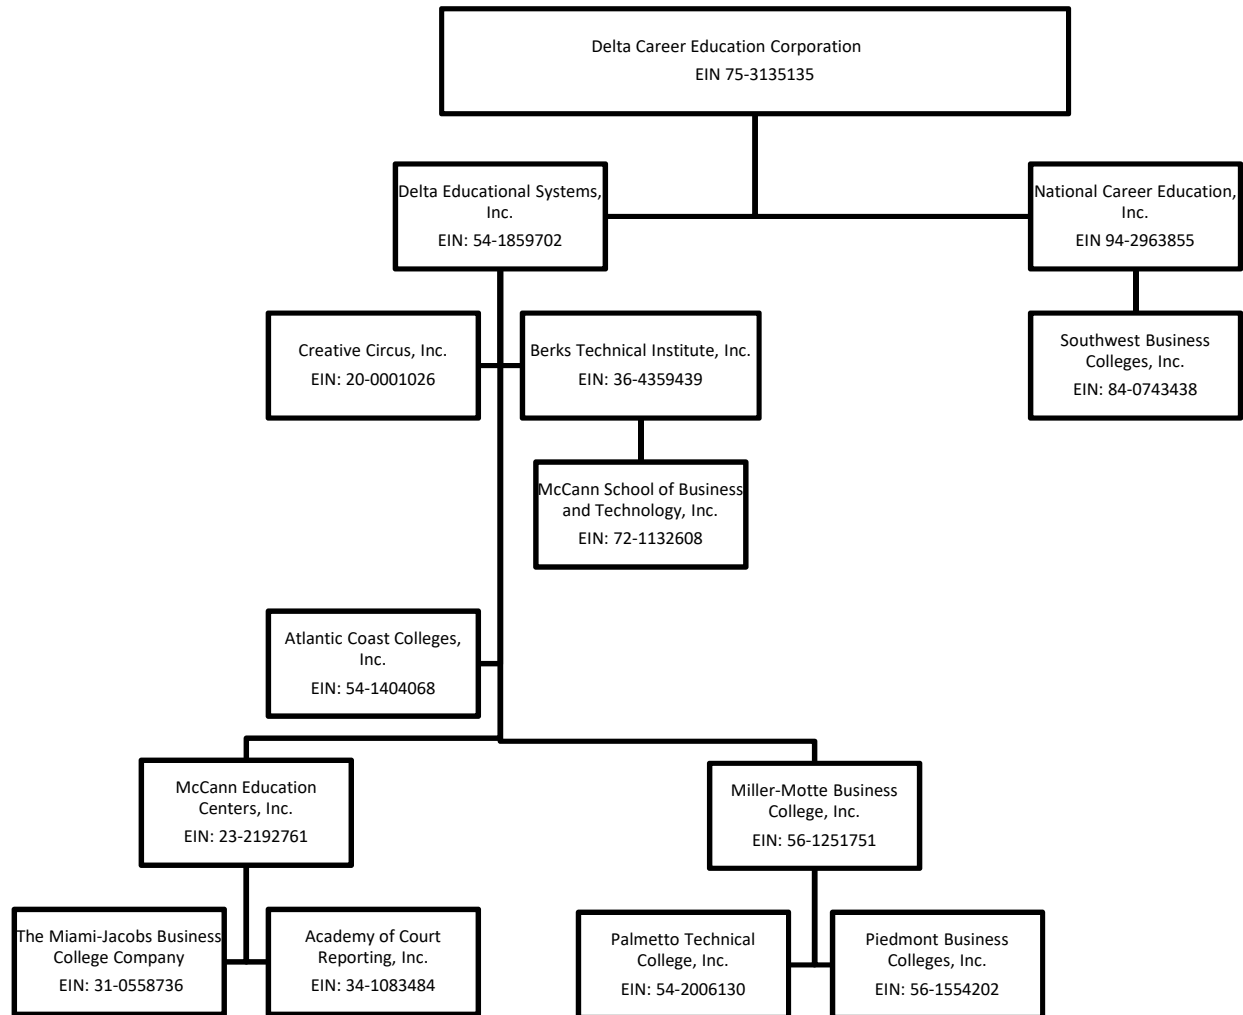 Delta Career Education Corporation
EIN 75-3135135
Delta Educational Systems,
Inc.
EIN: 54-1859702
National Career Education,
Inc.
EIN 94-2963855
Creative Circus, Inc.
EIN: 20-0001026
Berks Technical Institute, Inc.
EIN: 36-4359439
Southwest Business
Colleges, Inc.
EIN: 84-0743438
McCann School of Business
and Technology, Inc.
EIN: 72-1132608
Atlantic Coast Colleges,
Inc.
EIN: 54-1404068
McCann Education
Centers, Inc.
EIN: 23-2192761
Miller-Motte Business
College, Inc.
EIN: 56-1251751
The Miami-Jacobs Business
College Company
EIN: 31-0558736
Academy of Court
Reporting, Inc.
EIN: 34-1083484
Palmetto Technical
College, Inc.
EIN: 54-2006130
Piedmont Business
Colleges, Inc.
EIN: 56-1554202